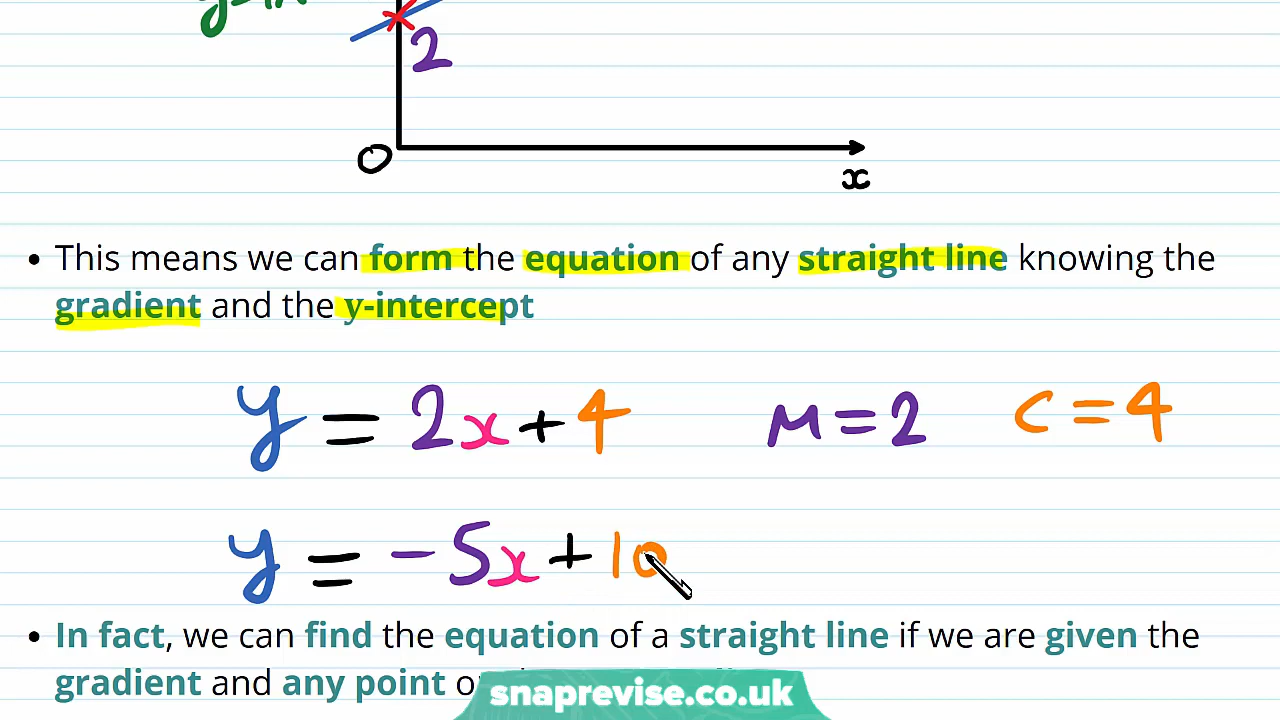 2
O
x
• This means we can form the equation of any straight line knowing the
gradient and the y-intercept
y = 2x + 4 M = 2 C = 4
y = -5x + 10
• In fact, we can find the equation of a straight line if we are given the
gradient and any point
snaprevise.co.uk